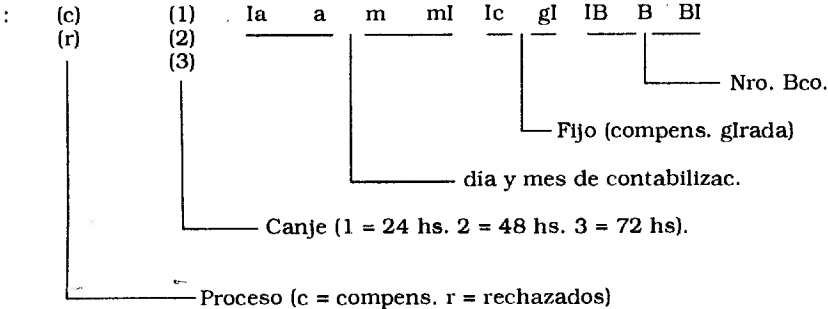 : (c) (1) Ia a m mI Ic gI IB B BI
(r) (2)
(3)
Nro. Bco.
Fijo (compens. gIrada)
día y mes de contabilizac.
Canje (1 = 24 hs. 2 = 48 hs. 3 = 72 hs).
Proceso (c = compens. r = rechazados)